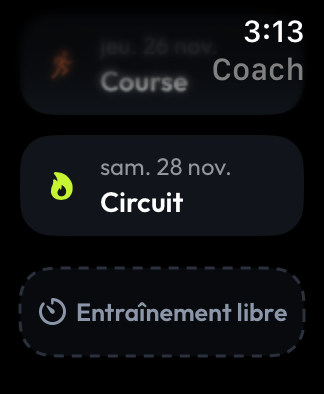 3:13
Coach
jeu. 26 nov.
Course
sam. 28 nov.
Circuit
Entraînement libre